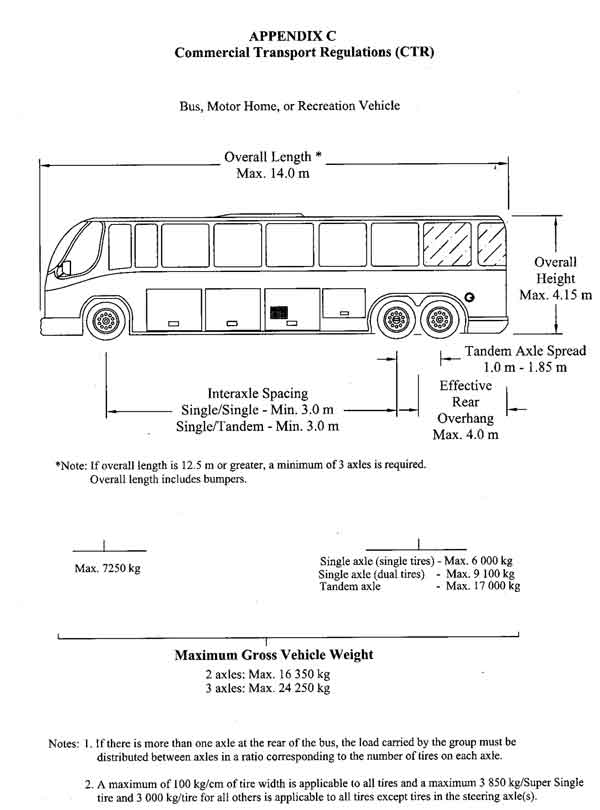 APPENDIX C
Commercial Transport Regulations (CTR)
Bus, Motor Home, or Recreation Vehicle
Overall Length *
Max. 14.0 m
Overall
Height
Max. 4.15 m
Tandem Axle Spread
1.0 m - 1.85 m
Interaxle Spacing
Single/Single - Min. 3.0 m
Single/Tandem - Min. 3.0 m
Effective
Rear
Overhang
Max. 4.0 m
*Note: If overall length is 12.5 m or greater, a minimum of 3 axles is required.
Overall length includes bumpers.
Max. 7250 kg
Single axle (single tires) - Max. 6 000 kg
Single axle (dual tires) - Max. 9 100 kg
Tandem axle - Max. 17 000 kg
Maximum Gross Vehicle Weight
2 axles: Max. 16 350 kg
3 axles: Max. 24 250 kg
Notes: 1. If there is more than one axle at the rear of the bus, the load carried by the group must be
distributed between axles in a ratio corresponding to the number of tires on each axle.
2. A maximum of 100 kg/cm of tire width is applicable to all tires and a maximum 3 850 kg/Super Single
tire and 3 000 kg/tire for all others is applicable to all tires except tires in the steering axle(s).